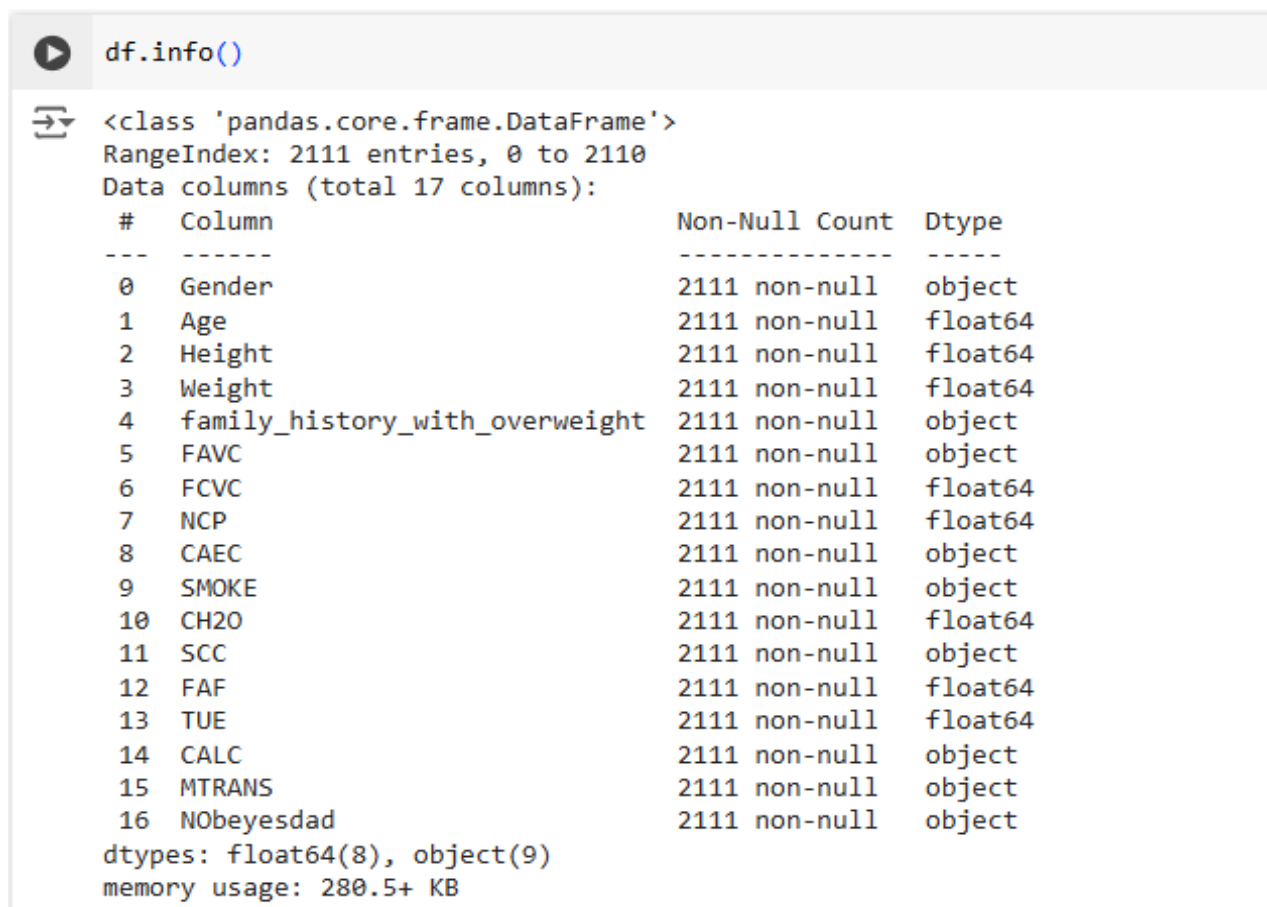 df.info()
<class 'pandas.core.frame.DataFrame'>
RangeIndex: 2111 entries, 0 to 2110
Data columns (total 17 columns):
 #   Column                          Non-Null Count  Dtype
---  ------                          --------------  -----
 0   Gender                          2111 non-null   object
 1   Age                             2111 non-null   float64
 2   Height                          2111 non-null   float64
 3   Weight                          2111 non-null   float64
 4   family_history_with_overweight  2111 non-null   object
 5   FAVC                            2111 non-null   object
 6   FCVC                            2111 non-null   float64
 7   NCP                             2111 non-null   float64
 8   CAEC                            2111 non-null   object
 9   SMOKE                           2111 non-null   object
 10  CH2O                            2111 non-null   float64
 11  SCC                             2111 non-null   object
 12  FAF                             2111 non-null   float64
 13  TUE                             2111 non-null   float64
 14  CALC                            2111 non-null   object
 15  MTRANS                          2111 non-null   object
 16  NObeyesdad                      2111 non-null   object
dtypes: float64(8), object(9)
memory usage: 280.5+ KB